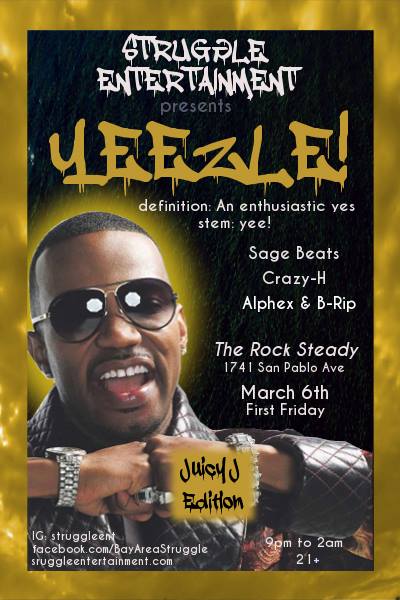 STRUGGLE
ENTERTAINMENT
presents
YEEZLE!
definition: An enthusiastic yes
stem: yee!
Sage Beats
Crazy-H
Alphex & B-Rip
The Rock Steady
1741 San Pablo Ave
March 6th
First Friday
Juicy J
Edition
IG: struggleent
facebook.com/BayAreaStruggle
sruggleentertainment.com
9pm to 2am
21+